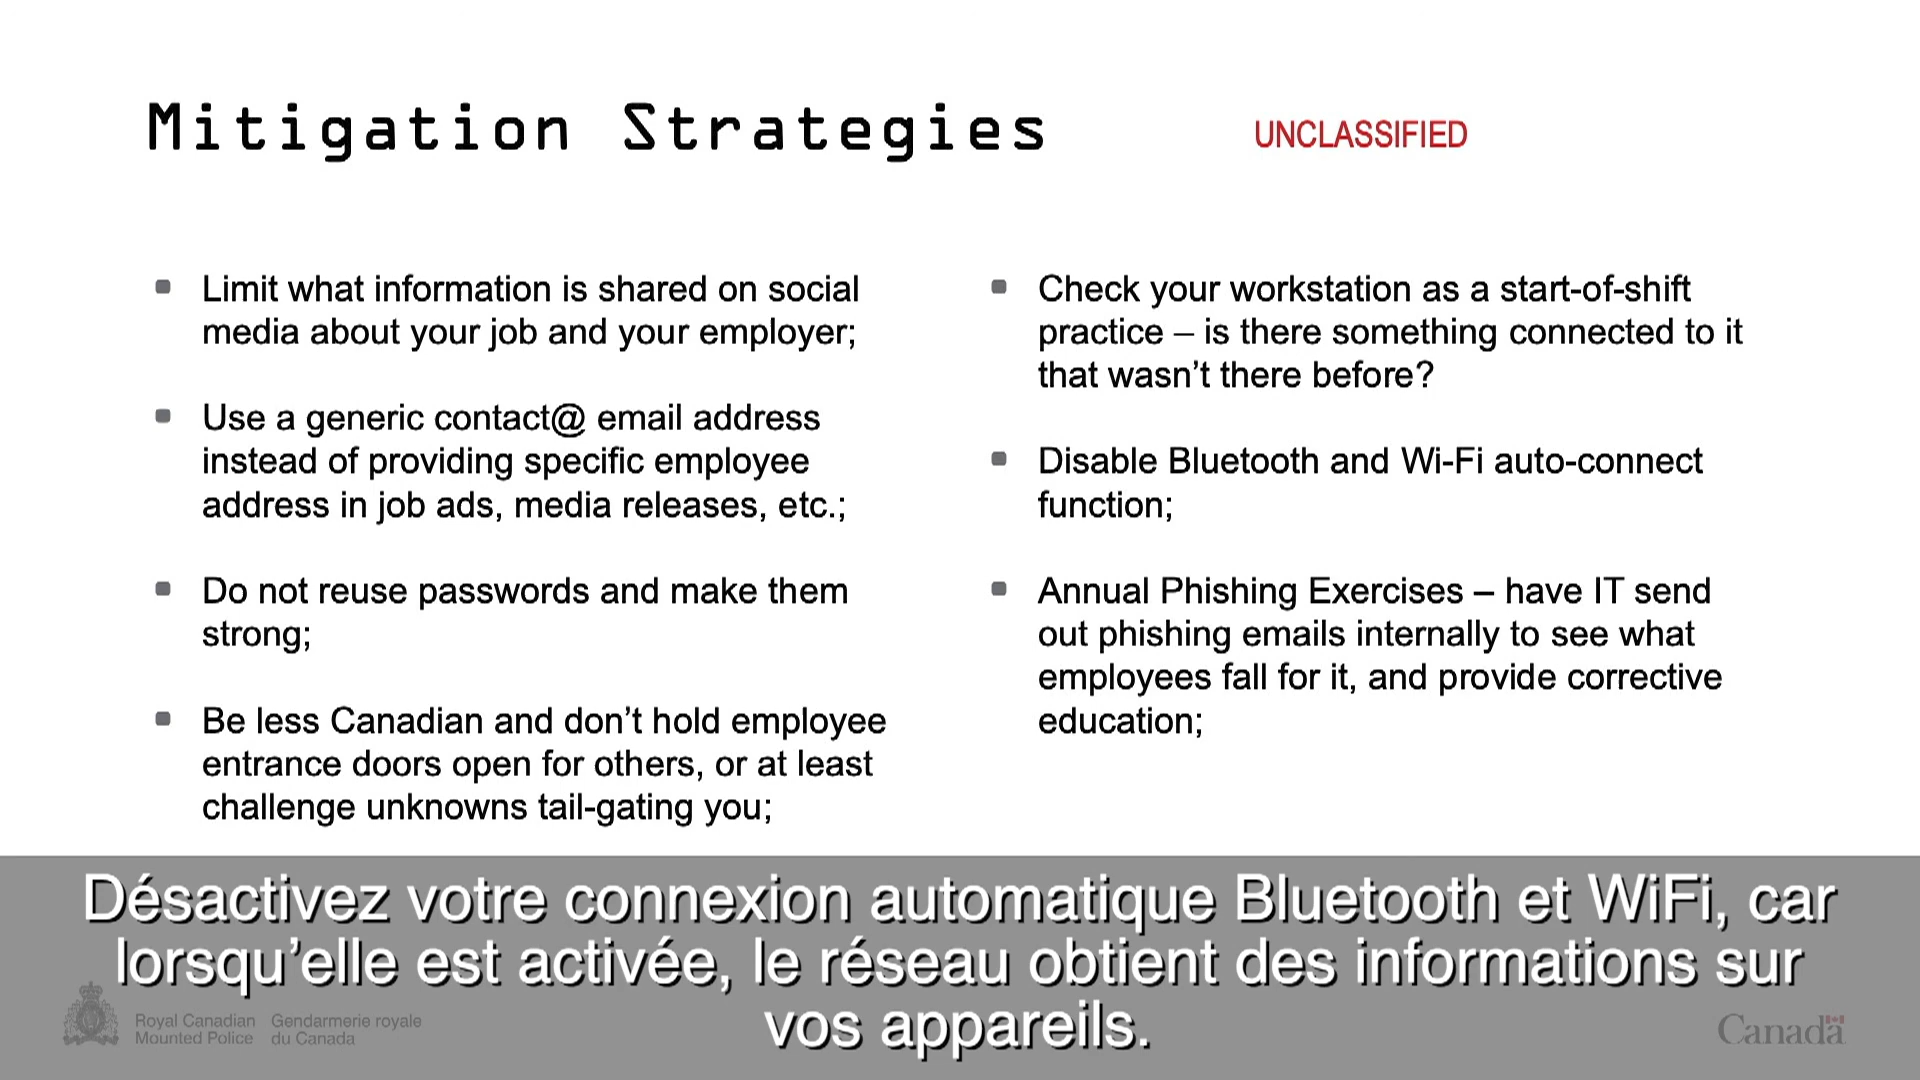 Mitigation Strategies
UNCLASSIFIED
Limit what information is shared on social
media about your job and your employer;
Use a generic contact@ email address
instead of providing specific employee
address in job ads, media releases, etc.;
Do not reuse passwords and make them
strong;
Be less Canadian and don’t hold employee
entrance doors open for others, or at least
challenge unknowns tail-gating you;
Check your workstation as a start-of-shift
practice – is there something connected to it
that wasn’t there before?
Disable Bluetooth and Wi-Fi auto-connect
function;
Annual Phishing Exercises – have IT send
out phishing emails internally to see what
employees fall for it, and provide corrective
education;
Désactivez votre connexion automatique Bluetooth et WiFi, car
lorsqu’elle est activée, le réseau obtient des informations sur
vos appareils.
Royal Canadian Gendarmerie royale
Mounted Police du Canada
Canada